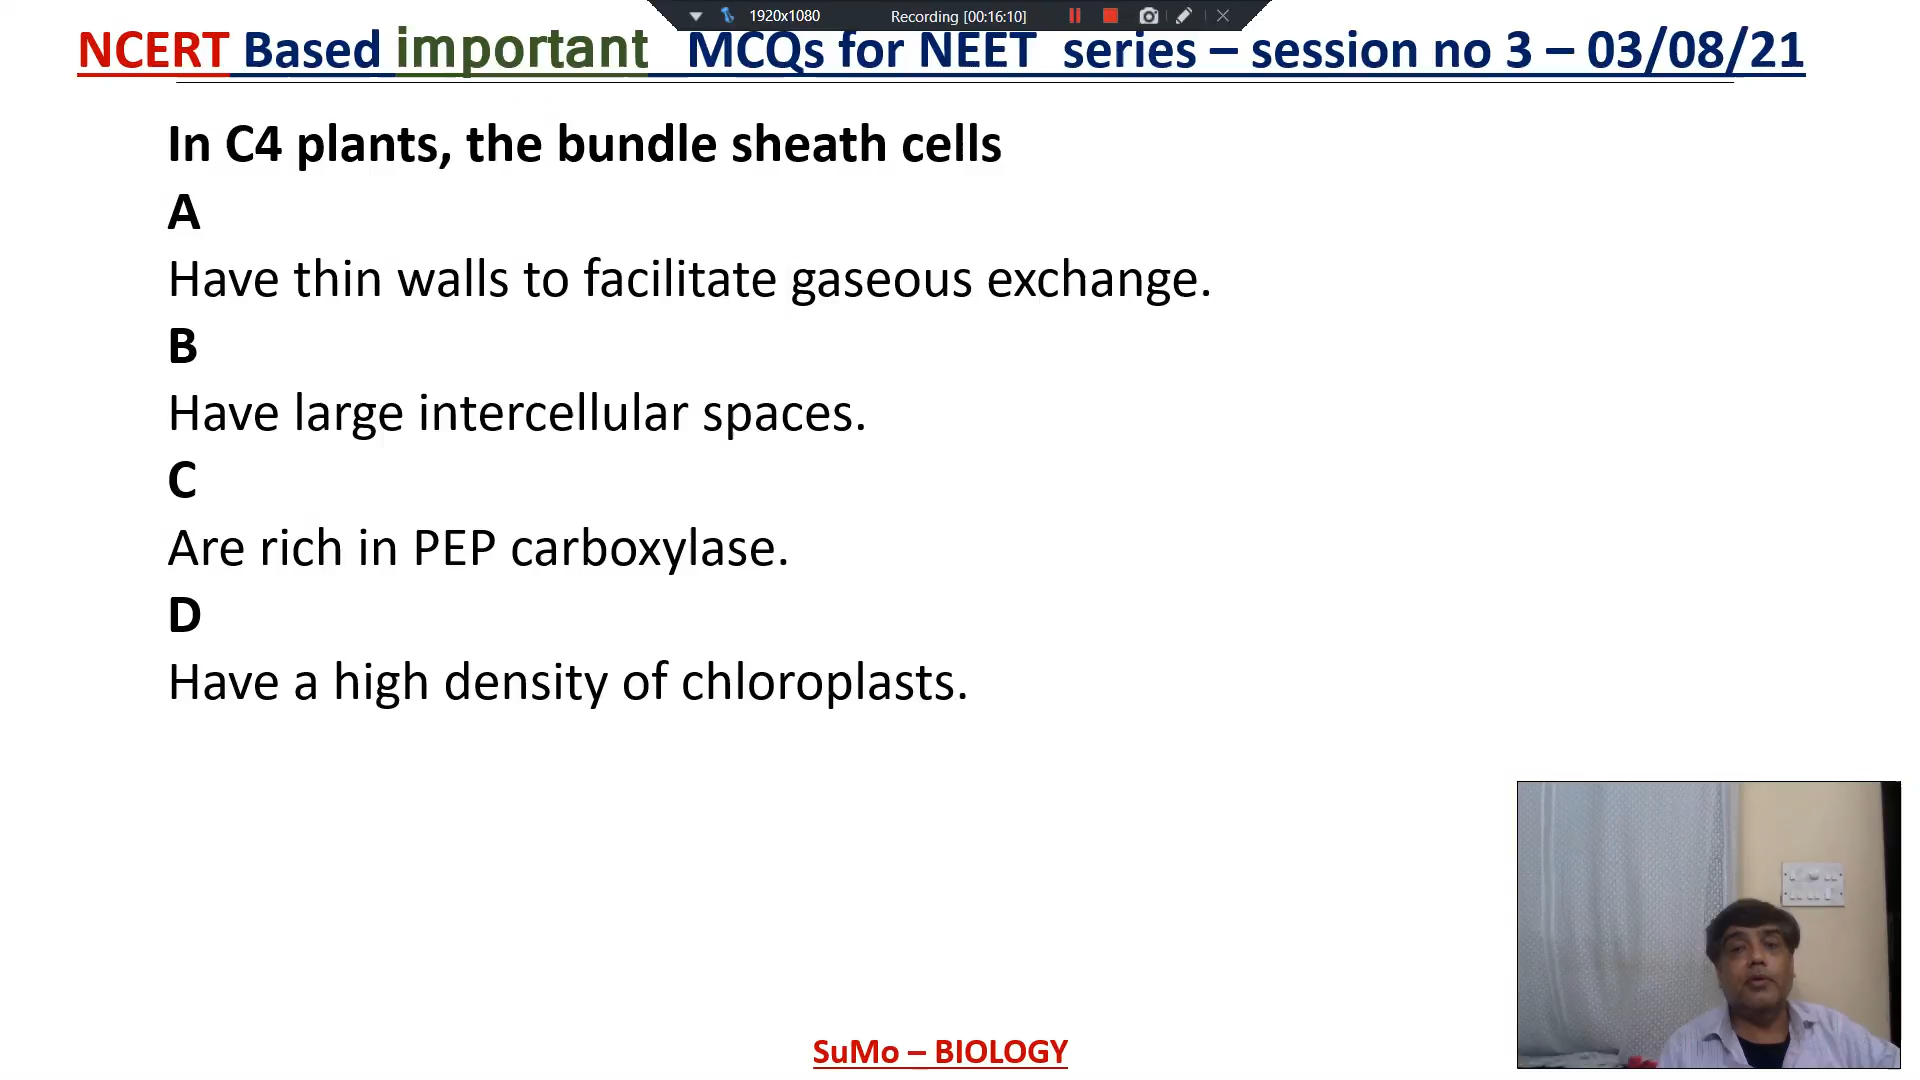 1920x1080 Recording [00:16:10]
NCERT Based important MCQs for NEET series – session no 3 – 03/08/21
In C4 plants, the bundle sheath cells
A
Have thin walls to facilitate gaseous exchange.
B
Have large intercellular spaces.
C
Are rich in PEP carboxylase.
D
Have a high density of chloroplasts.
SuMo – BIOLOGY